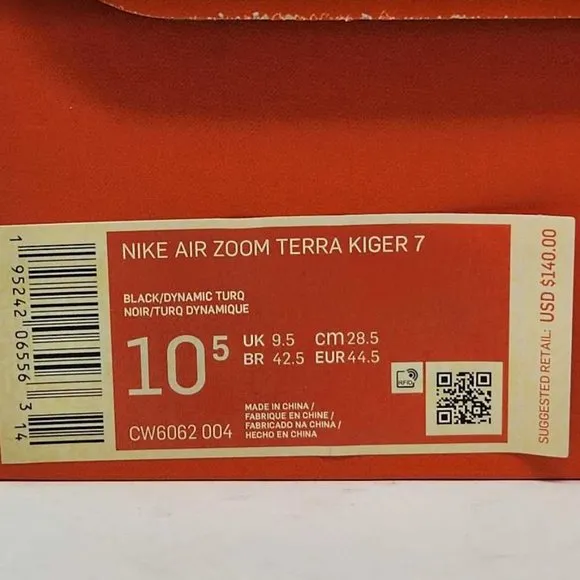 NIKE AIR ZOOM TERRA KIGER 7
BLACK/DYNAMIC TURQ
NOIR/TURQ DYNAMIQUE
10⁵
UK 9.5 cm 28.5
BR 42.5 EUR 44.5
CW6062 004
MADE IN CHINA /
FABRIQUE EN CHINE /
FABRICADO NA CHINA /
HECHO EN CHINA
RFID
SUGGESTED RETAIL: USD $140.00
1 95242 06556 3 14